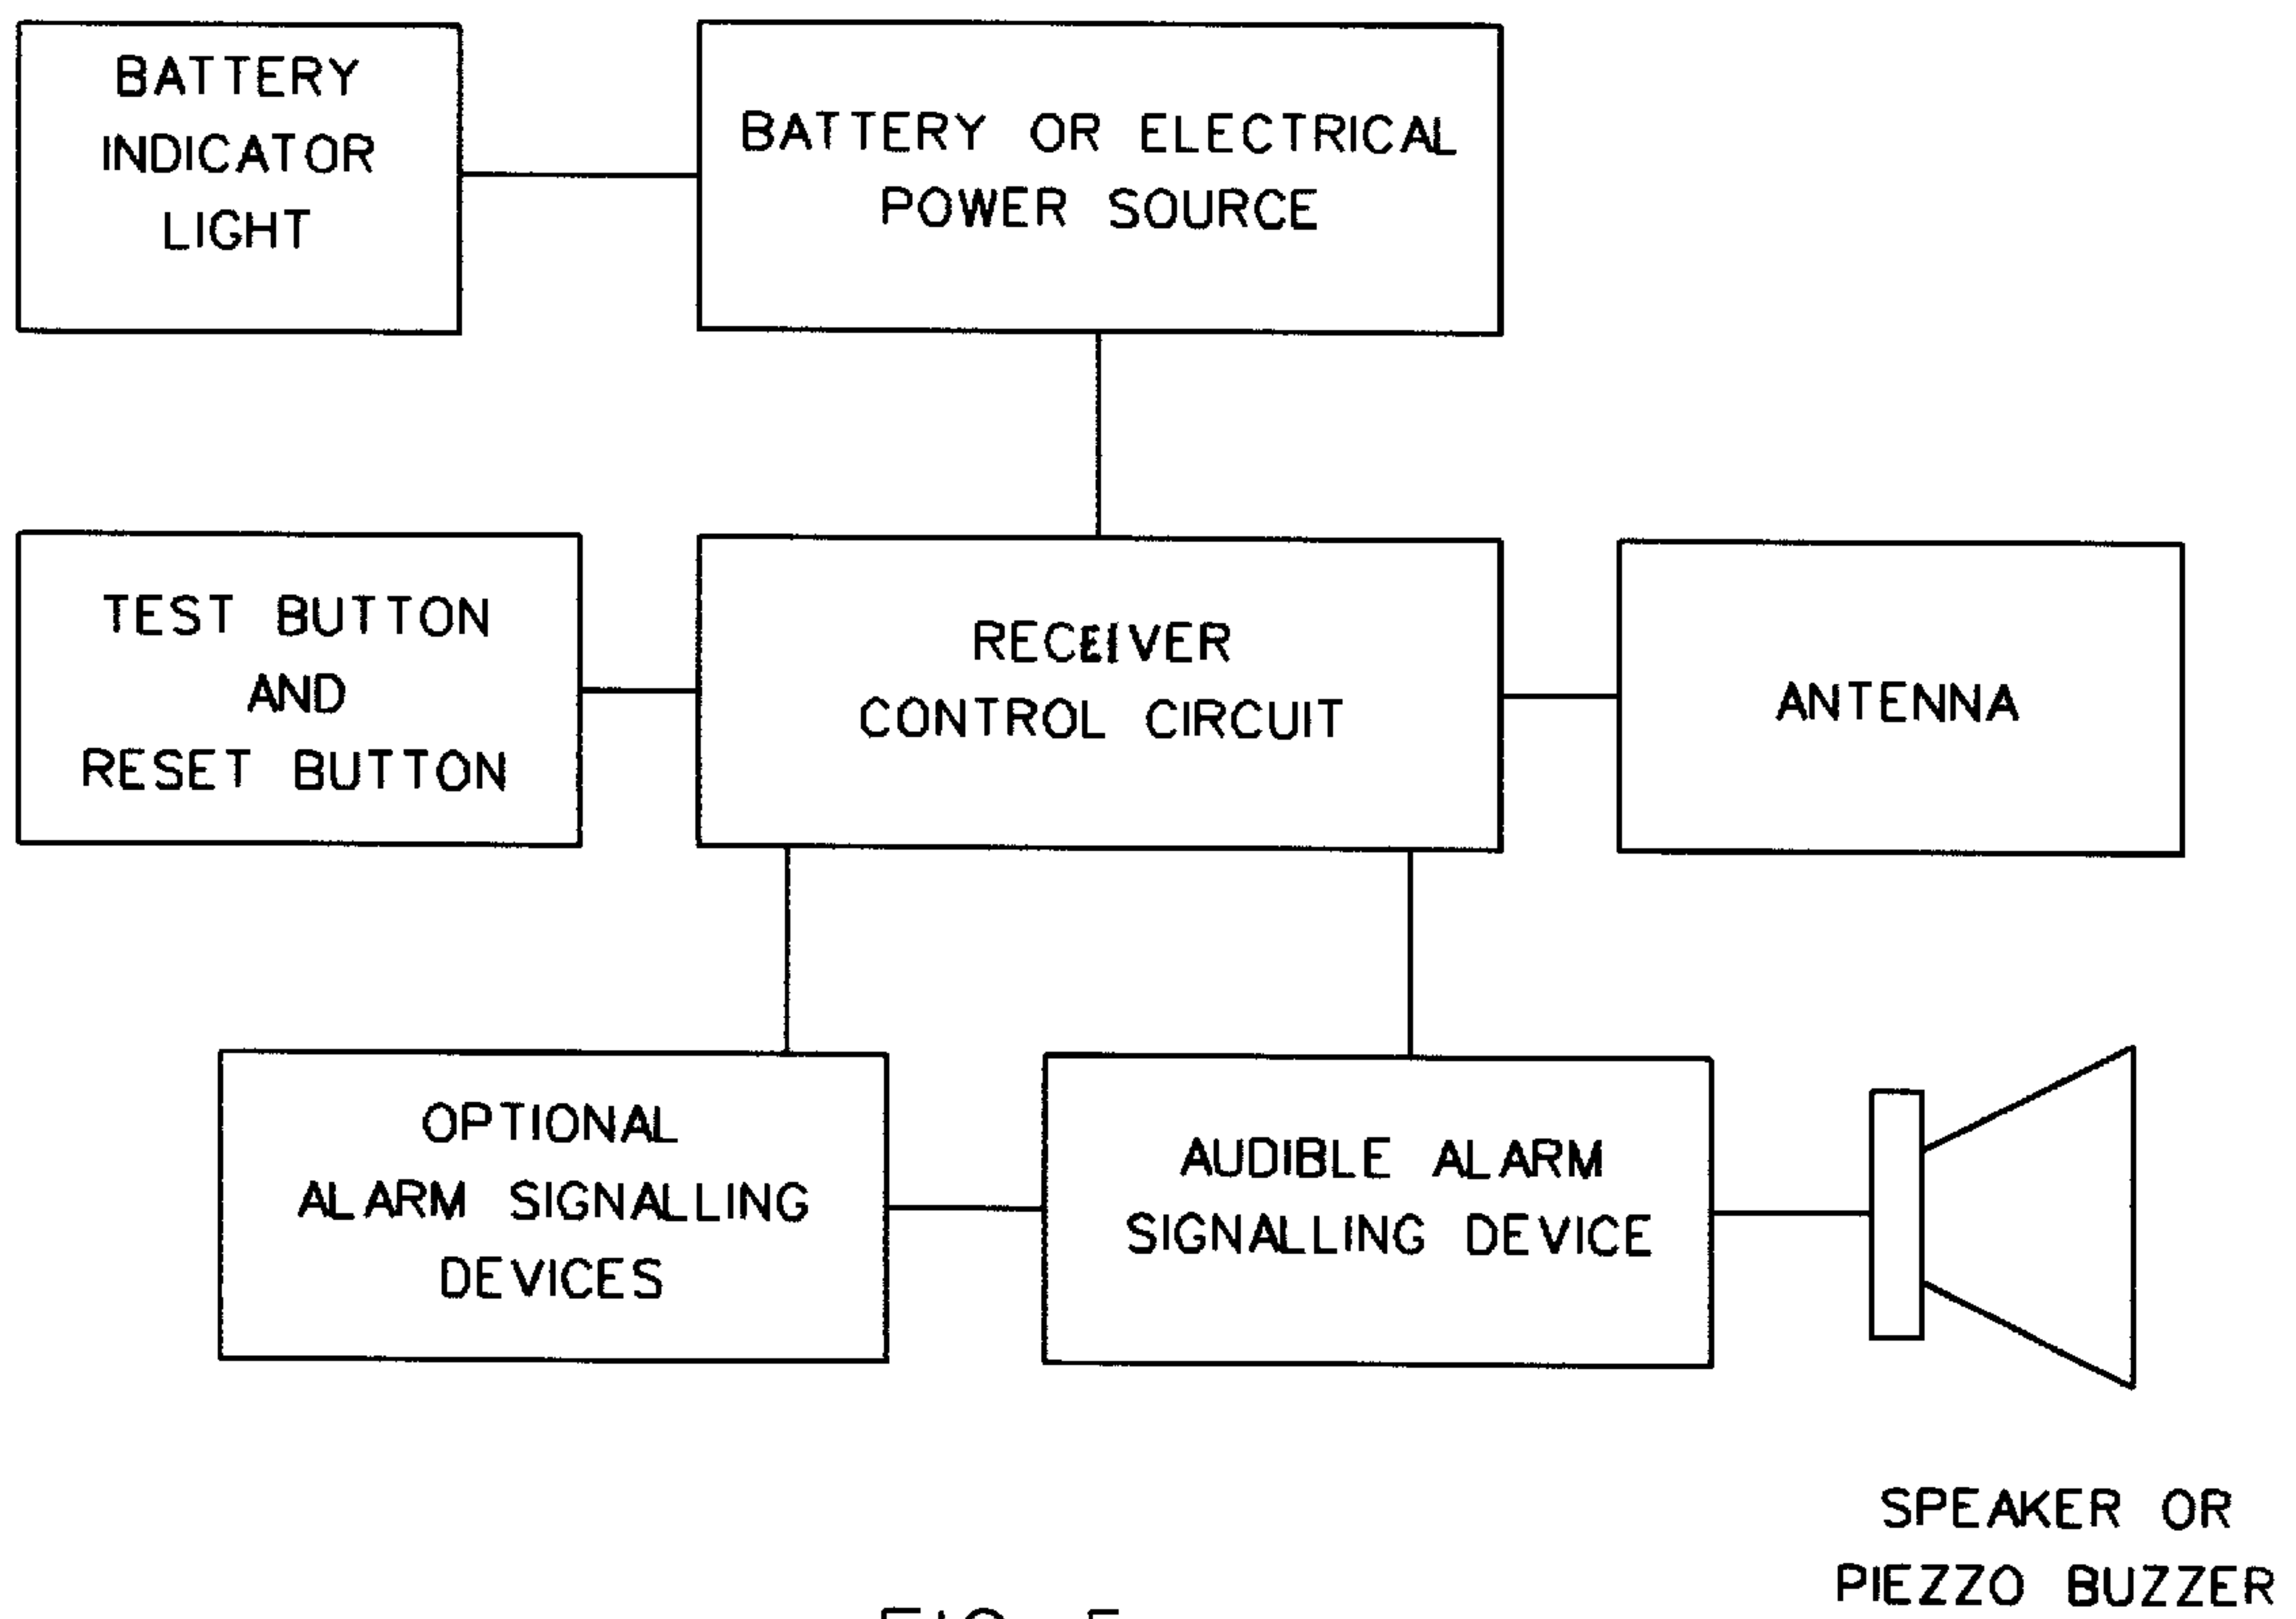 BATTERY
INDICATOR
LIGHT
BATTERY OR ELECTRICAL
POWER SOURCE
TEST BUTTON
AND
RESET BUTTON
RECEIVER
CONTROL CIRCUIT
ANTENNA
OPTIONAL
ALARM SIGNALLING
DEVICES
AUDIBLE ALARM
SIGNALLING DEVICE
SPEAKER OR
PIEZZO BUZZER